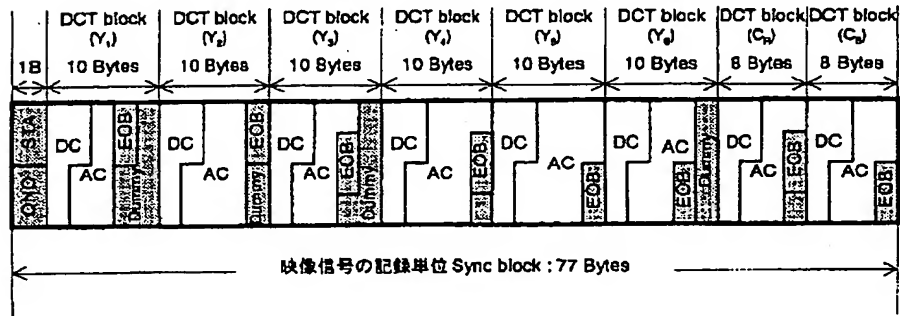 DCT block DCT block DCT block DCT block DCT block DCT block DCT block DCT block
(Y₁) (Y₂) (Y₃) (Y₄) (Y₅) (Y₆) (C_R) (C_B)
1B 10 Bytes 10 Bytes 10 Bytes 10 Bytes 10 Bytes 10 Bytes 8 Bytes 8 Bytes
QNO STA
DC AC EOB Dummy
DC AC EOB Dummy
DC AC EOB Dummy
DC AC EOB
DC AC EOB
DC AC EOB Dummy
DC AC EOB
DC AC EOB
映像信号の記録単位 Sync block : 77 Bytes